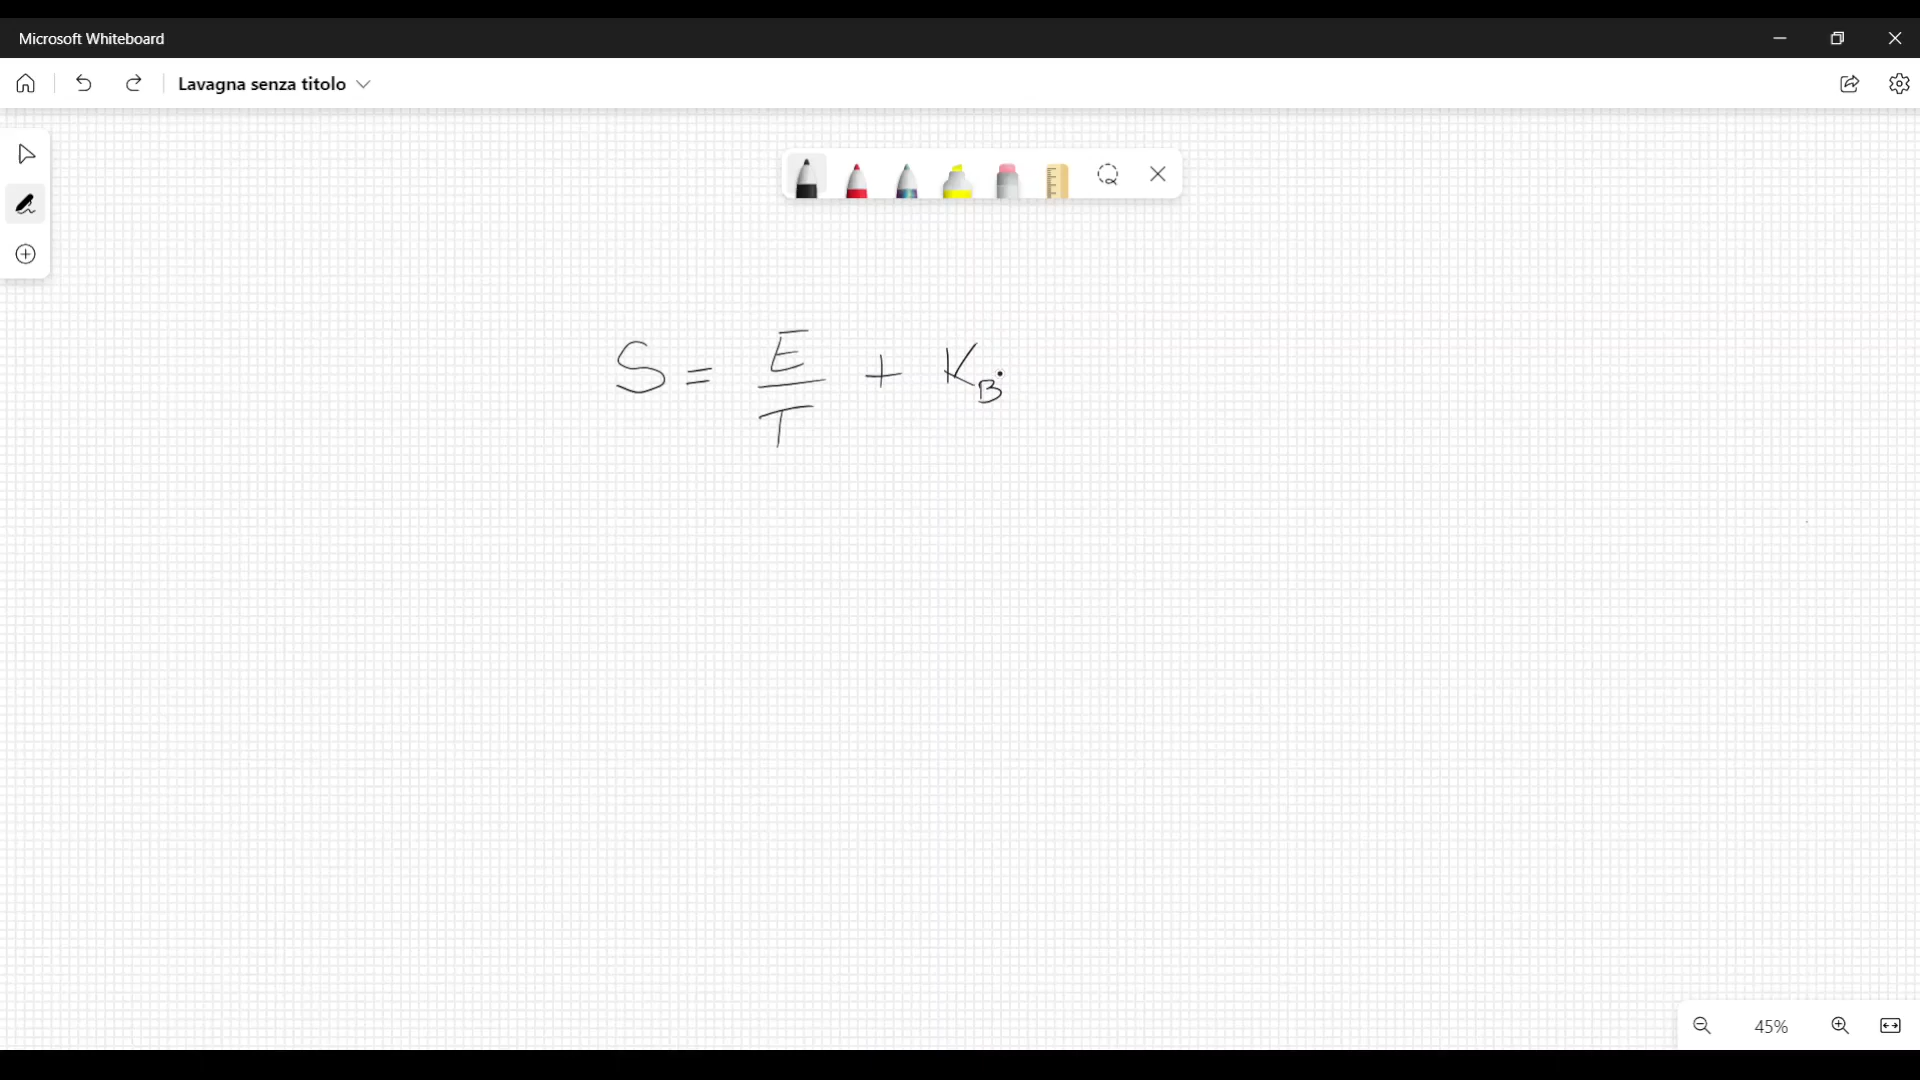 Microsoft Whiteboard
Lavagna senza titolo
S = E/T + K_B
45%